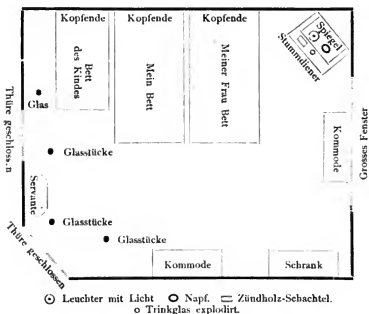 Kopfende
Kopfende
Kopfende
Bett
des Kindes
Mein Bett
Meiner Frau Bett
Spiegel
Stummdiener
Thüre geschloss.n
Glas
Grosses Fenster
Kommode
Glasstücke
Servante
Glasstücke
Glasstücke
Thüre geschlossen
Kommode
Schrank
Leuchter mit Licht Napf. Zündholz-Schachtel.
o Trinkglas explodirt.